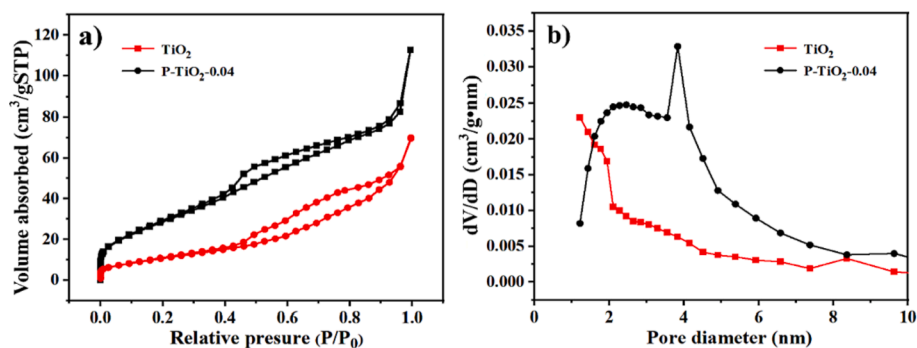 a)
TiO2
P-TiO2-0.04
Volume absorbed (cm3/gSTP)
120
100
80
60
40
20
0
0.0 0.2 0.4 0.6 0.8 1.0
Relative presure (P/P0)
b)
TiO2
P-TiO2-0.04
dV/dD (cm3/g•nm)
0.035
0.030
0.025
0.020
0.015
0.010
0.005
0.000
0 2 4 6 8 10
Pore diameter (nm)